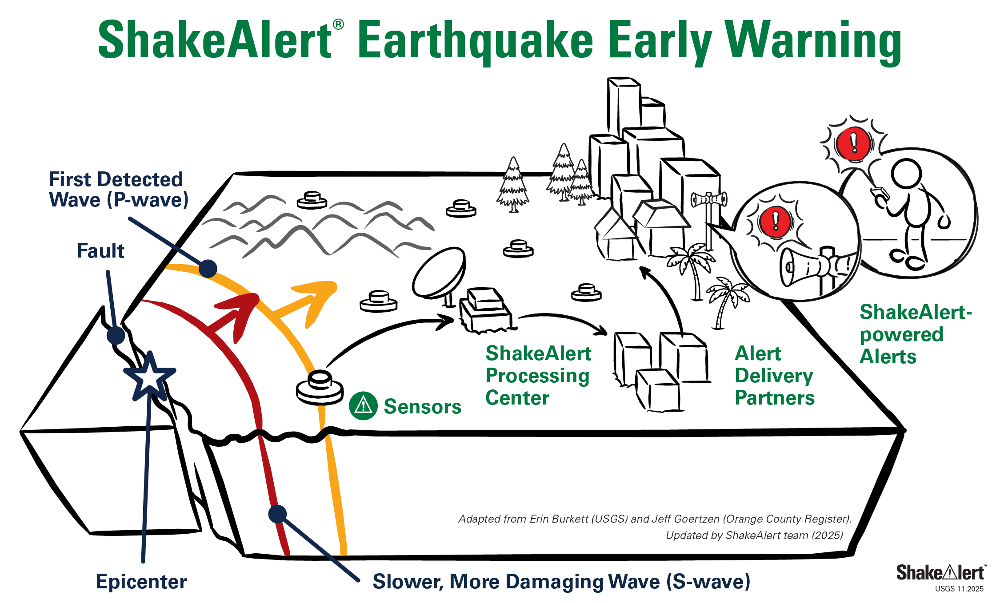 ShakeAlert® Earthquake Early Warning
First Detected
Wave (P-wave)
Fault
ShakeAlert-
powered
Alerts
ShakeAlert
Processing
Center
Alert
Delivery
Partners
! Sensors
!
!
Adapted from Erin Burkett (USGS) and Jeff Goertzen (Orange County Register).
Updated by ShakeAlert team (2025)
Epicenter
Slower, More Damaging Wave (S-wave)
ShakeAlert™
USGS 11.2025